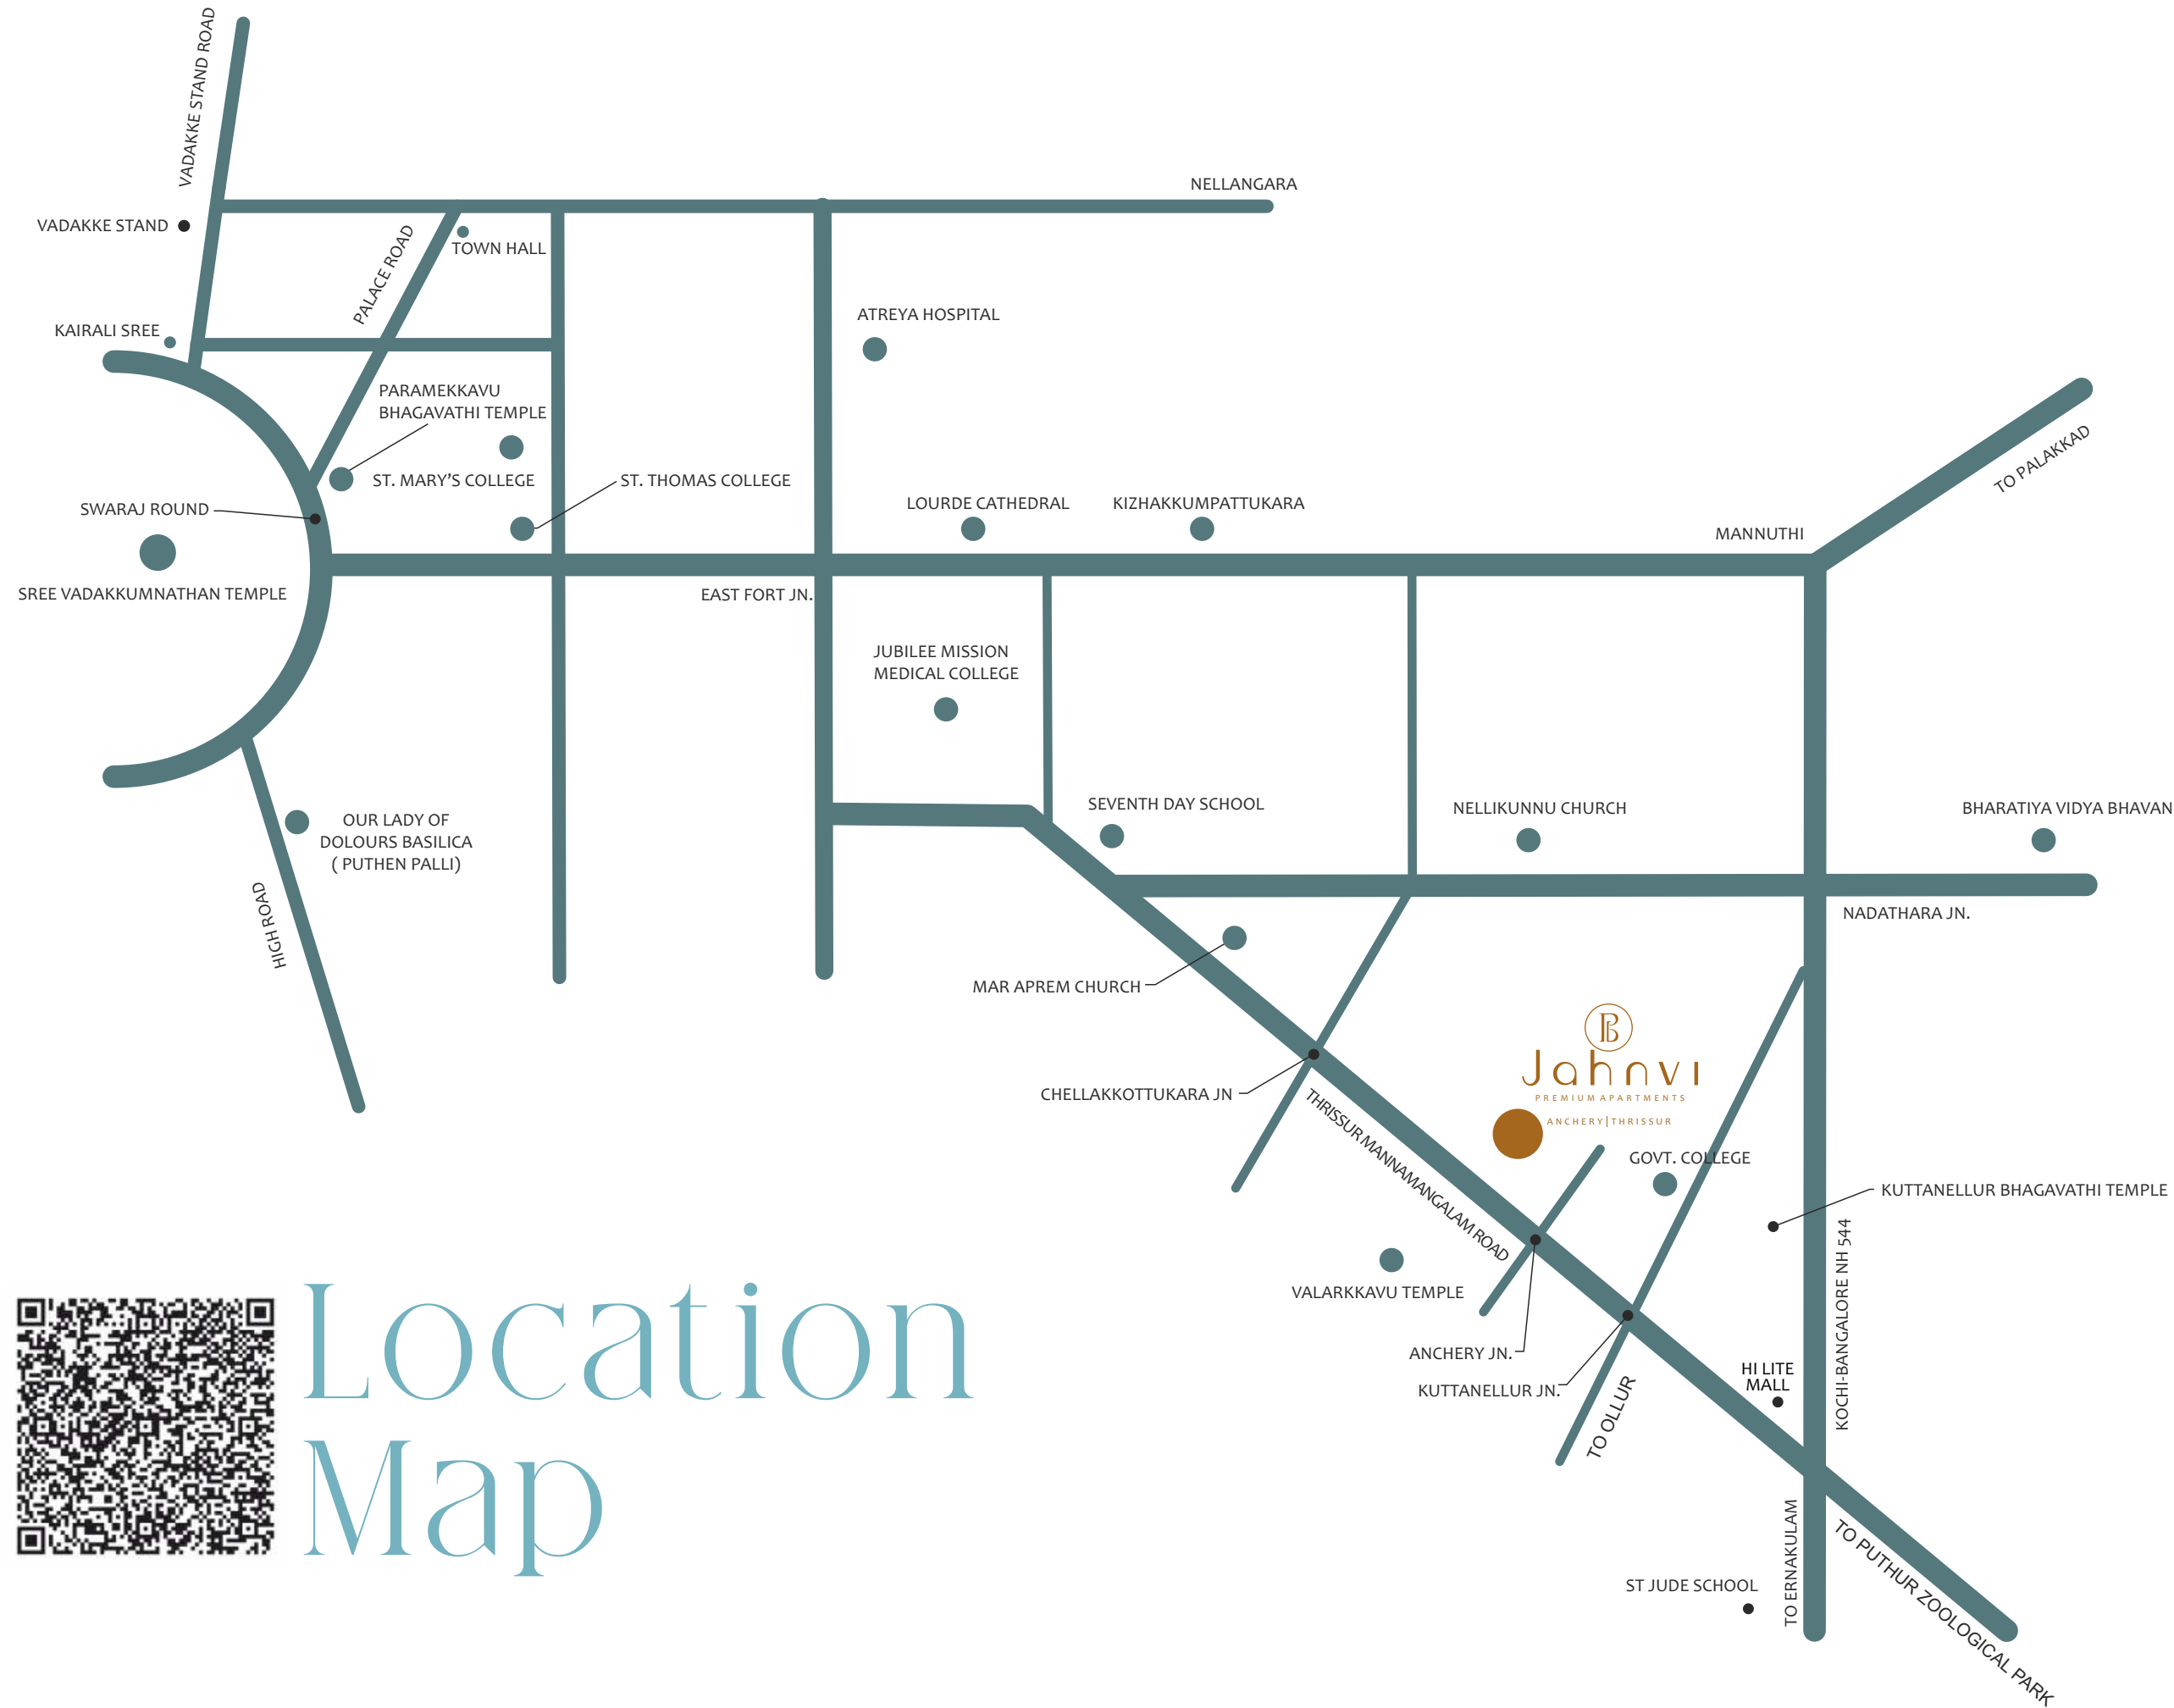 VADAKKE STAND ROAD
NELLANGARA
VADAKKE STAND
PALACE ROAD
TOWN HALL
ATREYA HOSPITAL
KAIRALI SREE
PARAMEKKAVU
BHAGAVATHI TEMPLE
TO PALAKKAD
ST. MARY'S COLLEGE
ST. THOMAS COLLEGE
LOURDE CATHEDRAL
KIZHAKKUMPATTUKARA
SWARAJ ROUND
MANNUTHI
SREE VADAKKUMNATHAN TEMPLE
EAST FORT JN.
JUBILEE MISSION
MEDICAL COLLEGE
SEVENTH DAY SCHOOL
NELLIKUNNU CHURCH
BHARATIYA VIDYA BHAVAN
OUR LADY OF
DOLOURS BASILICA
( PUTHEN PALLI)
HIGH ROAD
NADATHARA JN.
MAR APREM CHURCH
B
Jahnvi
PREMIUM APARTMENTS
ANCHERY|THRISSUR
CHELLAKKOTTUKARA JN
THRISSUR MANNAMANGALAM ROAD
GOVT. COLLEGE
KUTTANELLUR BHAGAVATHI TEMPLE
KOCHI-BANGALORE NH 544
VALARKKAVU TEMPLE
ANCHERY JN.
KUTTANELLUR JN.
HI LITE
MALL
TO OLLUR
Location
Map
TO ERNAKULAM
TO PUTHUR ZOOLOGICAL PARK
ST JUDE SCHOOL